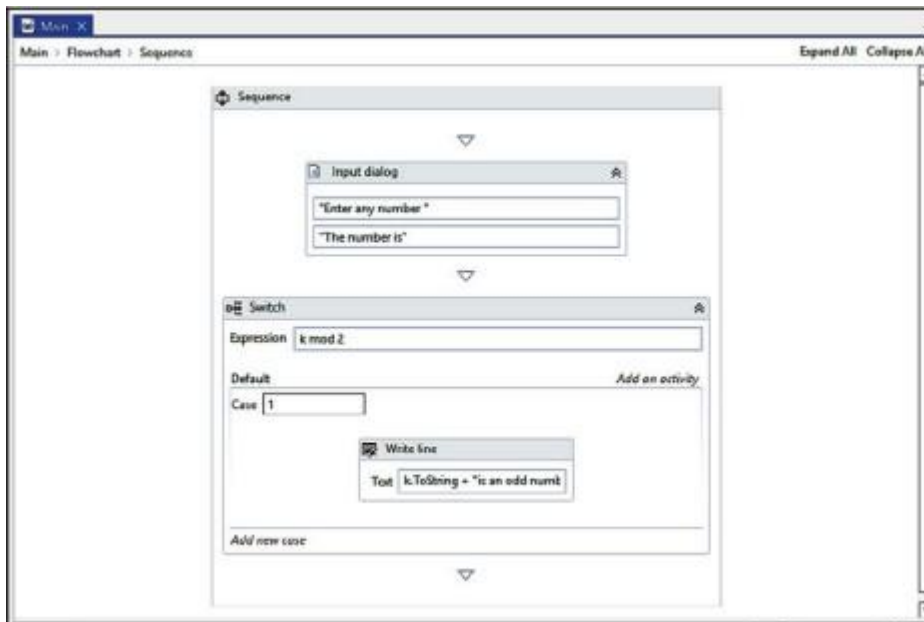 Main X
Main > Flowchart > Sequence
Expand All Collapse A
Sequence
Input dialog
"Enter any number "
"The number is"
Switch
Expression k mod 2
Default Add an activity
Case 1
Write line
Text k.ToString + "is an odd numb
Add new case